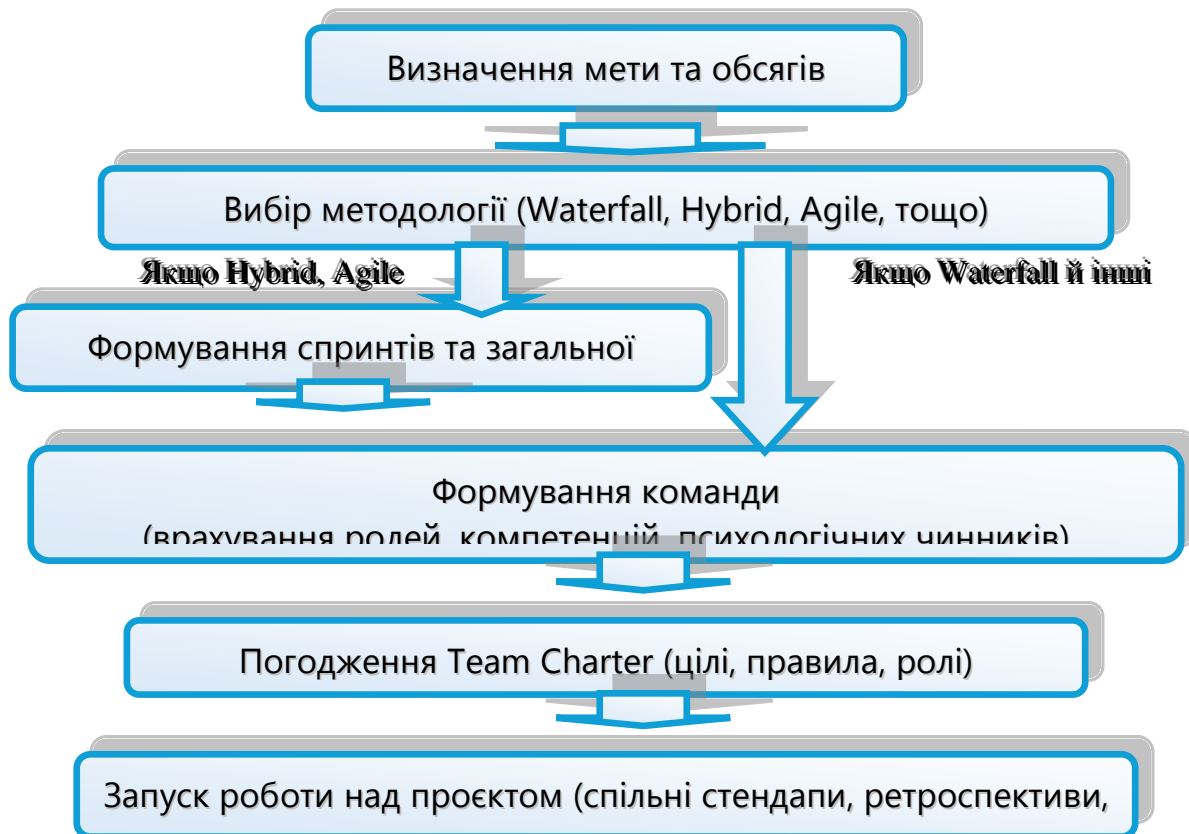 Визначення мети та обсягів
Вибір методології (Waterfall, Hybrid, Agile, тощо)
Якщо Hybrid, Agile
Якщо Waterfall й інші
Формування спринтів та загальної
Формування команди
(врахування ролей, компетенцій, психологічних чинників)
Погодження Team Charter (цілі, правила, ролі)
Запуск роботи над проєктом (спільні стендапи, ретроспективи,